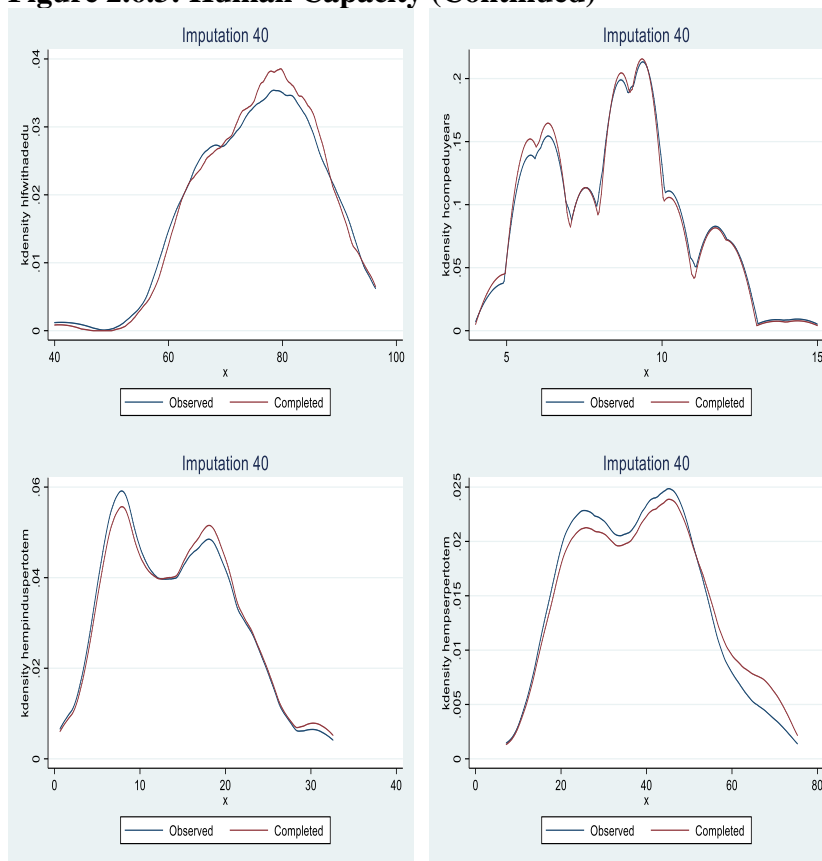 Figure Human Capacity (Continued)
Imputation 40
kdensity hlfwithadedu
.04
.03
.02
.01
0
40 60 80 100
x
Observed Completed
Imputation 40
kdensity hcompeduyears
.2
.15
.1
.05
0
5 10 15
x
Observed Completed
Imputation 40
kdensity hempinduspertotem
.06
.04
.02
0
0 10 20 30 40
x
Observed Completed
Imputation 40
kdensity hempserpertotem
.025
.02
.015
.01
.005
0
0 20 40 60 80
x
Observed Completed